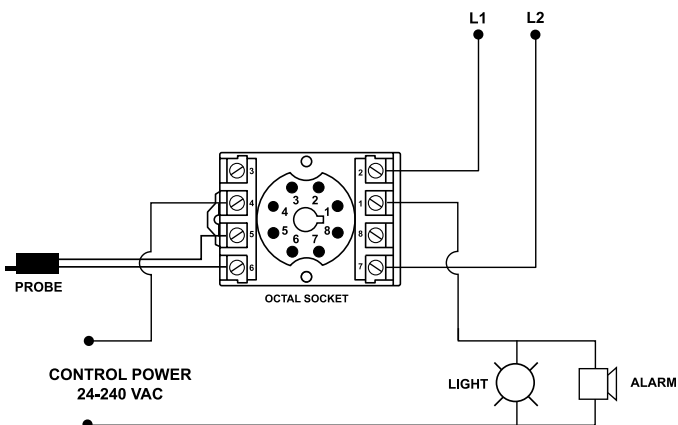 L1 L2
3 2
4 3 2 1
4 1
5 5 6 7 8 8
6 7
PROBE
OCTAL SOCKET
CONTROL POWER
24-240 VAC
LIGHT
ALARM